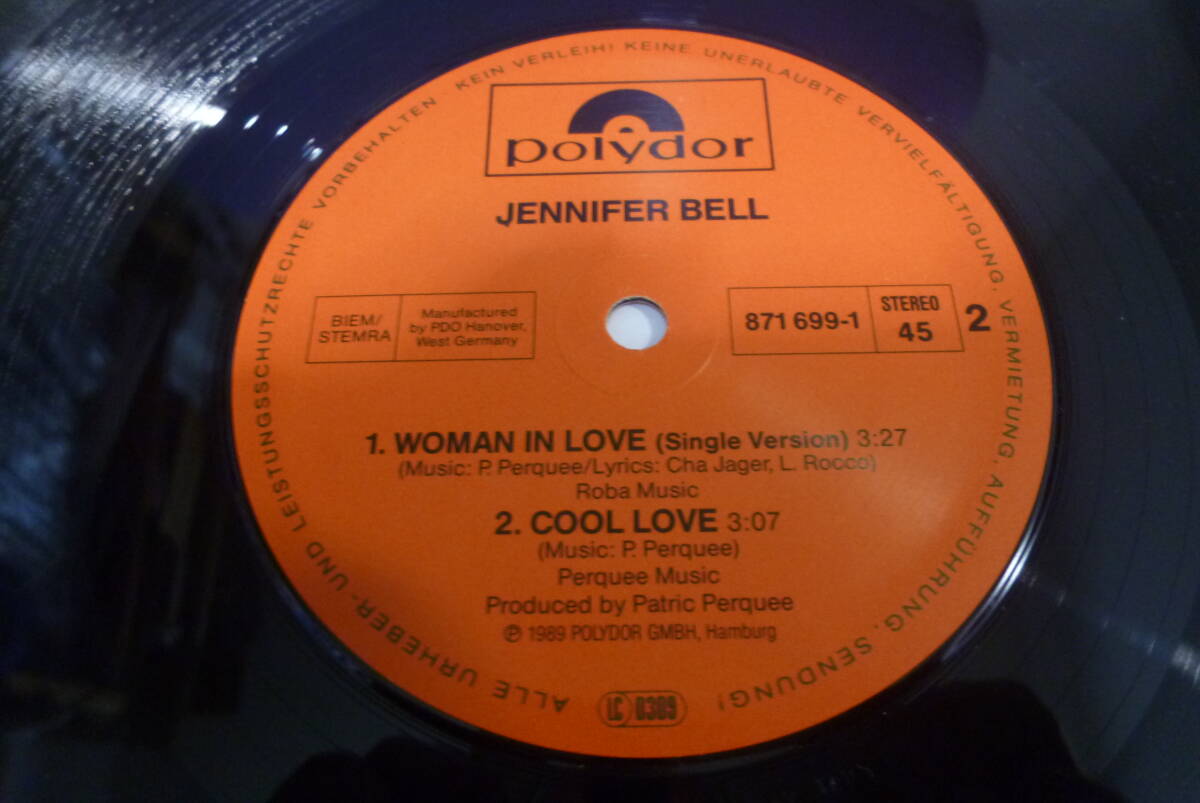 ALLE URHEBER- UND LEISTUNGSSCHUTZRECHTE VORBEHALTEN KEIN VERLEIH! KEINE UNERLAUBTE VERVIELFÄLTIGUNG, VERMIETUNG, AUFFÜHRUNG, SENDUNG!
polydor
JENNIFER BELL
BIEM/
STEMRA
Manufactured
by PDO Hanover,
West Germany
871 699-1
STEREO
45
2
1. WOMAN IN LOVE (Single Version) 3:27
(Music: P. Perquee/Lyrics: Cha Jager, L. Rocco)
Roba Music
2. COOL LOVE 3:07
(Music: P. Perquee)
Perquee Music
Produced by Patric Perquee
℗ 1989 POLYDOR GMBH, Hamburg
LC 0309